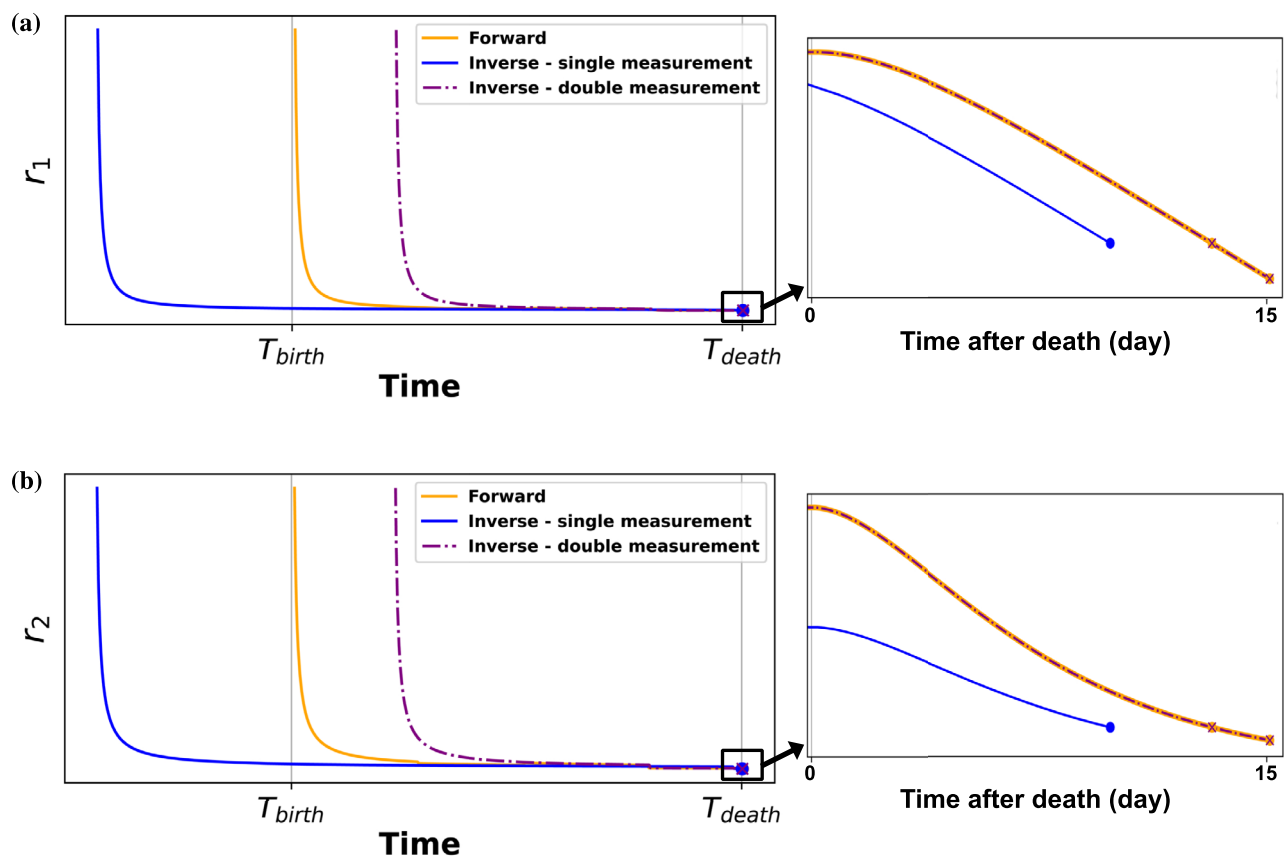 (a)
Forward
Inverse - single measurement
Inverse - double measurement
r1
T_birth
T_death
Time
0
15
Time after death (day)
(b)
Forward
Inverse - single measurement
Inverse - double measurement
r2
T_birth
T_death
Time
0
15
Time after death (day)